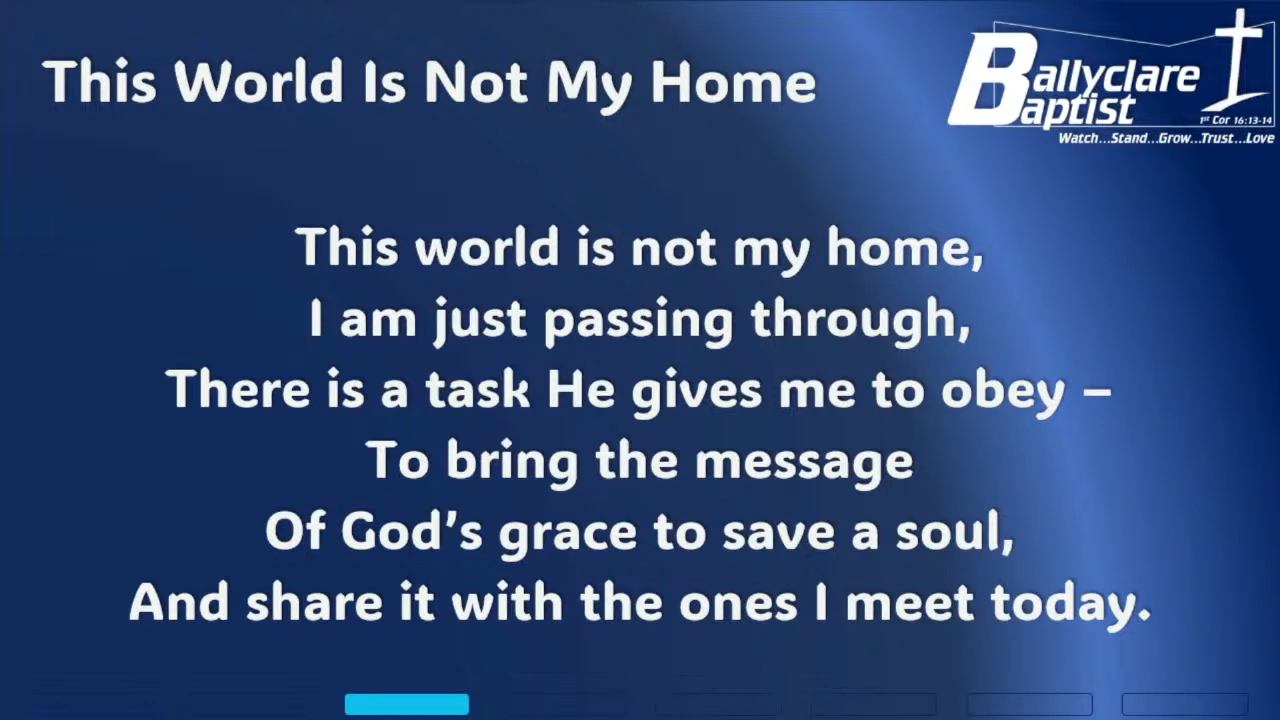 This World Is Not My Home
Ballyclare
Baptist
1st Cor 16:13-14
Watch...Stand...Grow...Trust...Love
This world is not my home,
I am just passing through,
There is a task He gives me to obey –
To bring the message
Of God’s grace to save a soul,
And share it with the ones I meet today.